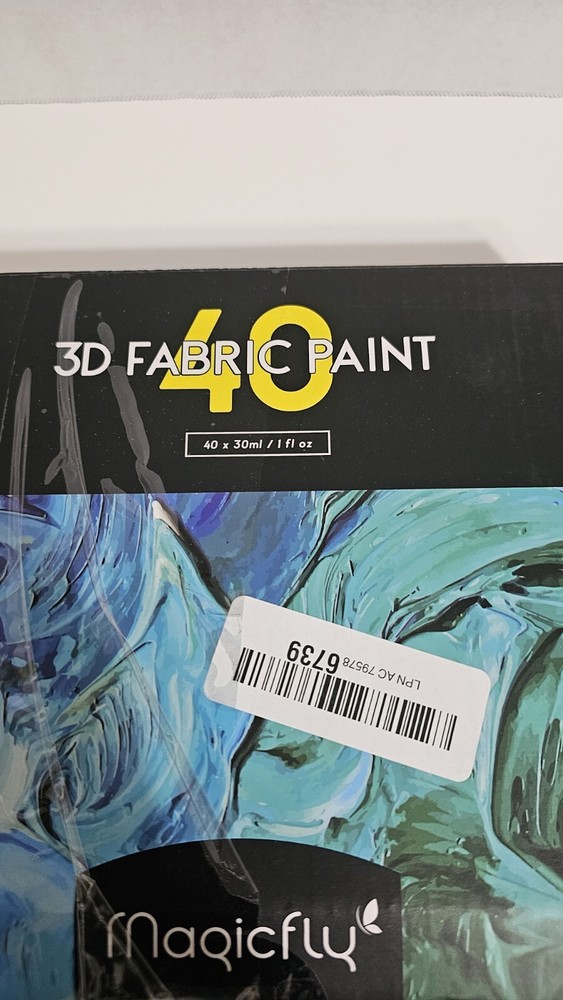 40
3D FABRIC PAINT
40 x 30ml / 1 fl oz
LPN AC 79578 6739
Magicfly